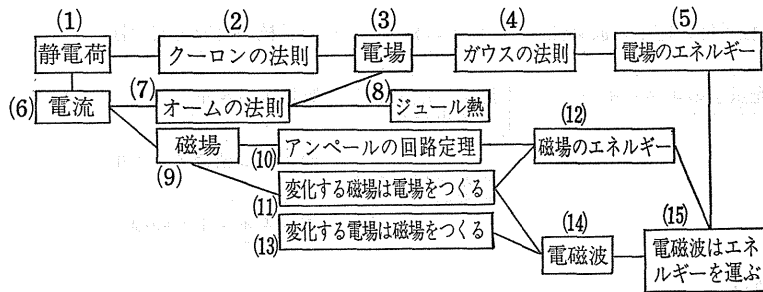 (1) (2) (3) (4) (5)
静電荷 クーロンの法則 電場 ガウスの法則 電場のエネルギー
(6) 電流 (7) オームの法則 (8) ジュール熱
(9) 磁場 (10) アンペールの回路定理 (12) 磁場のエネルギー
(11) 変化する磁場は電場をつくる
(13) 変化する電場は磁場をつくる (14) 電磁波 (15) 電磁波はエネ
ルギーを運ぶ